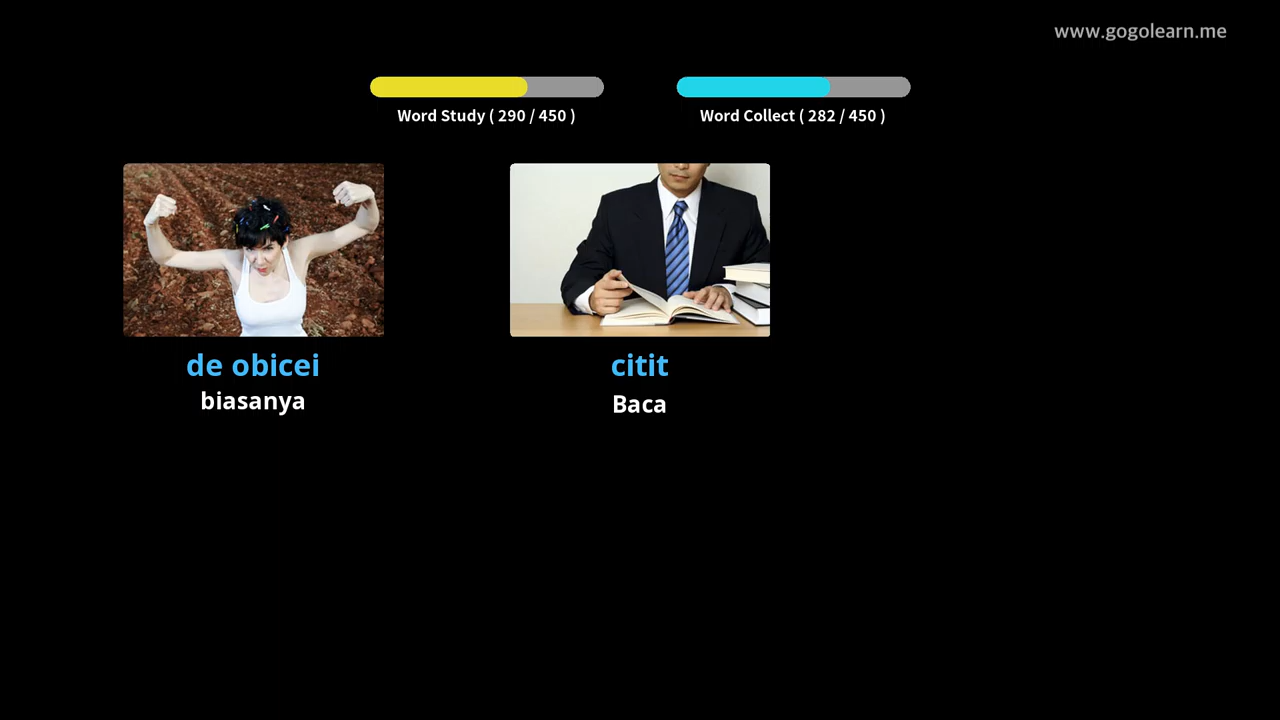 www.gogolearn.me
Word Study ( 290 / 450 )
Word Collect ( 282 / 450 )
de obicei
biasanya
citit
Baca